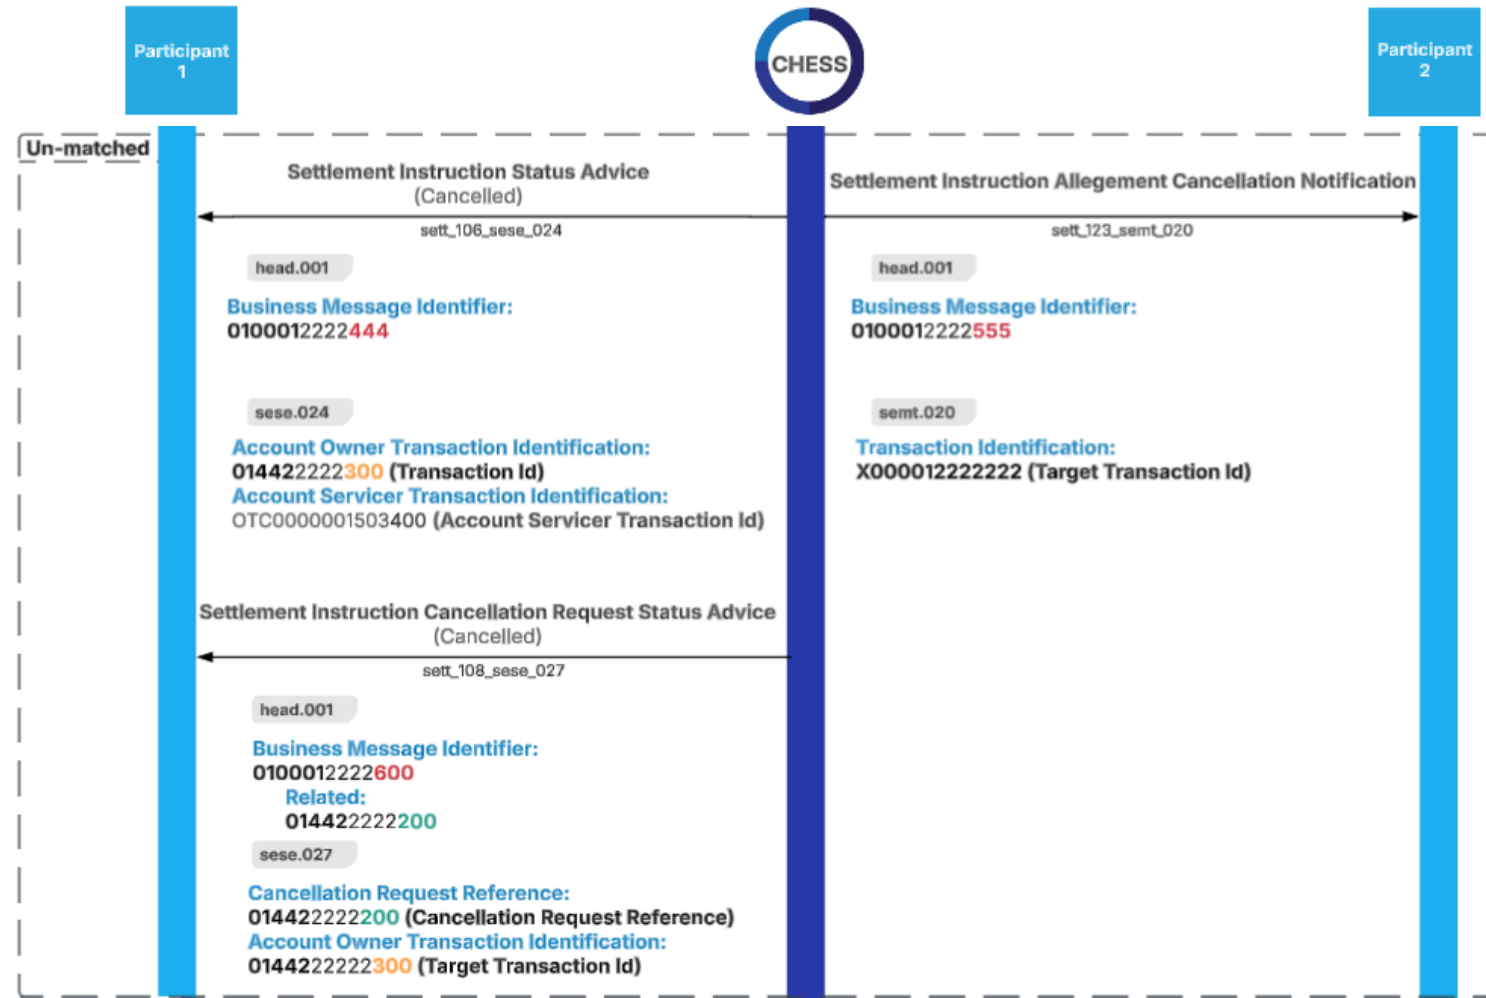 Participant
1
CHESS
Participant
2
Un-matched
Settlement Instruction Status Advice
(Cancelled)
sett_106_sese_024
Settlement Instruction Allegement Cancellation Notification
sett_123_semt_020
head.001
Business Message Identifier:
0100012222444
head.001
Business Message Identifier:
0100012222555
sese.024
Account Owner Transaction Identification:
014422222300 (Transaction Id)
Account Servicer Transaction Identification:
OTC0000001503400 (Account Servicer Transaction Id)
semt.020
Transaction Identification:
X000012222222 (Target Transaction Id)
Settlement Instruction Cancellation Request Status Advice
(Cancelled)
sett_108_sese_027
head.001
Business Message Identifier:
0100012222600
Related:
014422222200
sese.027
Cancellation Request Reference:
014422222200 (Cancellation Request Reference)
Account Owner Transaction Identification:
0144222222300 (Target Transaction Id)